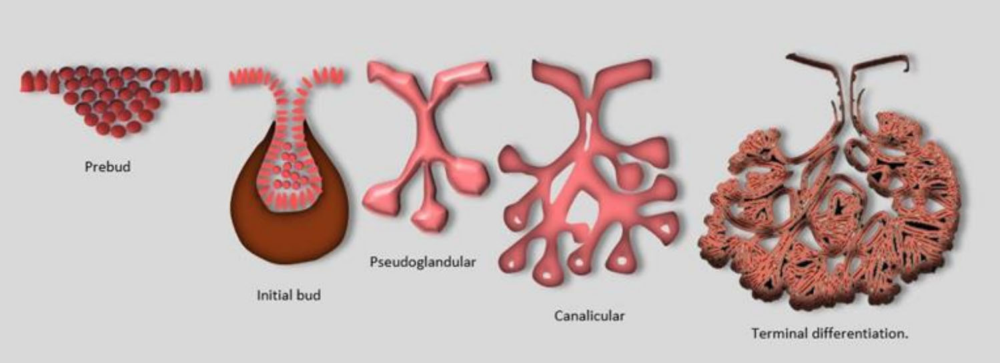 Prebud
Initial bud
Pseudoglandular
Canalicular
Terminal differentiation.